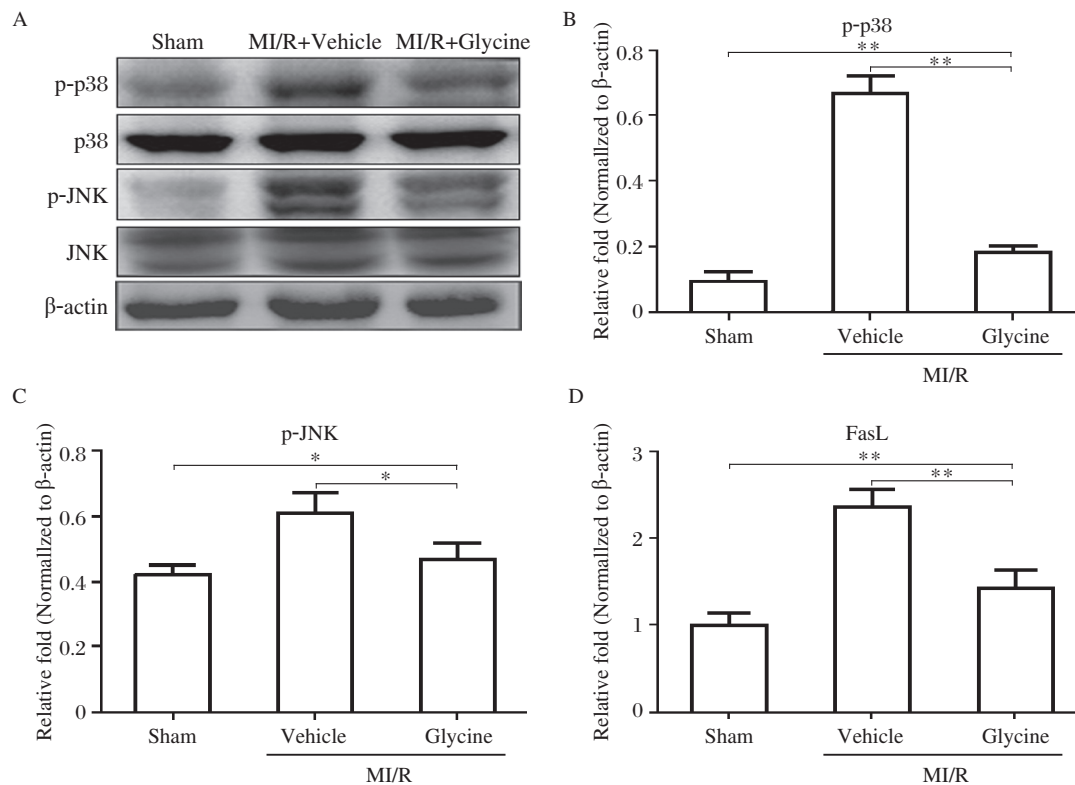 A
Sham MI/R+Vehicle MI/R+Glycine
p-p38
p38
p-JNK
JNK
β-actin
B
p-p38
Relative fold (Normallzed to β-actin)
0.8
0.6
0.4
0.2
0
**
**
Sham Vehicle Glycine
MI/R
C
p-JNK
Relative fold (Normallzed to β-actin)
0.8
0.6
0.4
0.2
0
*
*
Sham Vehicle Glycine
MI/R
D
FasL
Relative fold (Normallzed to β-actin)
3
2
1
0
**
**
Sham Vehicle Glycine
MI/R